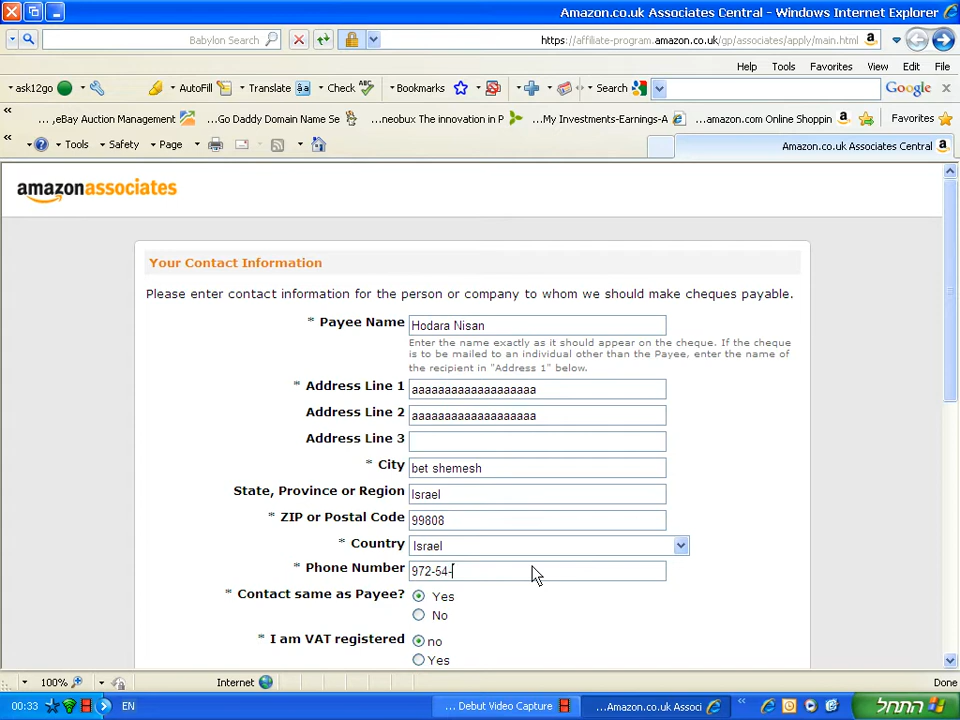 Amazon.co.uk Associates Central - Windows Internet Explorer
Babylon Search
https://affiliate-program.amazon.co.uk/gp/associates/apply/main.html
Help Tools Favorites View Edit File
ask12go AutoFill Translate Check Bookmarks Search Google
...eBay Auction Management ...Go Daddy Domain Name Se ...neobux The innovation in P ...My Investments-Earnings-A ...amazon.com Online Shoppin Favorites
Tools Safety Page Amazon.co.uk Associates Central
amazonassociates
Your Contact Information
Please enter contact information for the person or company to whom we should make cheques payable.
* Payee Name Hodara Nisan
Enter the name exactly as it should appear on the cheque. If the cheque
is to be mailed to an individual other than the Payee, enter the name of
the recipient in "Address 1" below.
* Address Line 1 aaaaaaaaaaaaaaaaaaa
Address Line 2 aaaaaaaaaaaaaaaaaaa
Address Line 3
* City bet shemesh
State, Province or Region Israel
* ZIP or Postal Code 99808
* Country Israel
* Phone Number 972-54-
* Contact same as Payee? Yes
No
* I am VAT registered no
Yes
100% Internet Done
00:33 EN ... Debut Video Capture ...Amazon.co.uk Associ התחל